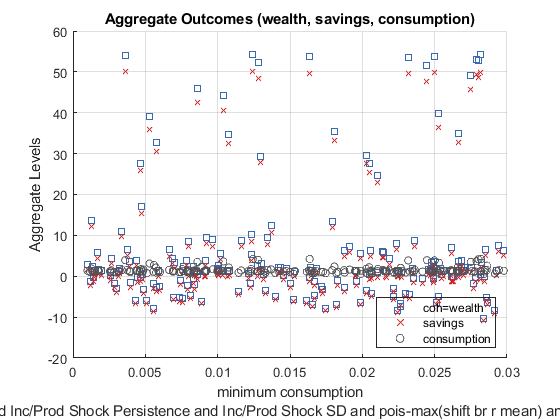 Aggregate Outcomes (wealth, savings, consumption)
60
50
40
30
20
10
0
-10
-20
Aggregate Levels
coh=wealth
savings
consumption
0
0.005
0.01
0.015
0.02
0.025
0.03
minimum consumption
d Inc/Prod Shock Persistence and Inc/Prod Shock SD and pois-max(shift br r mean) an